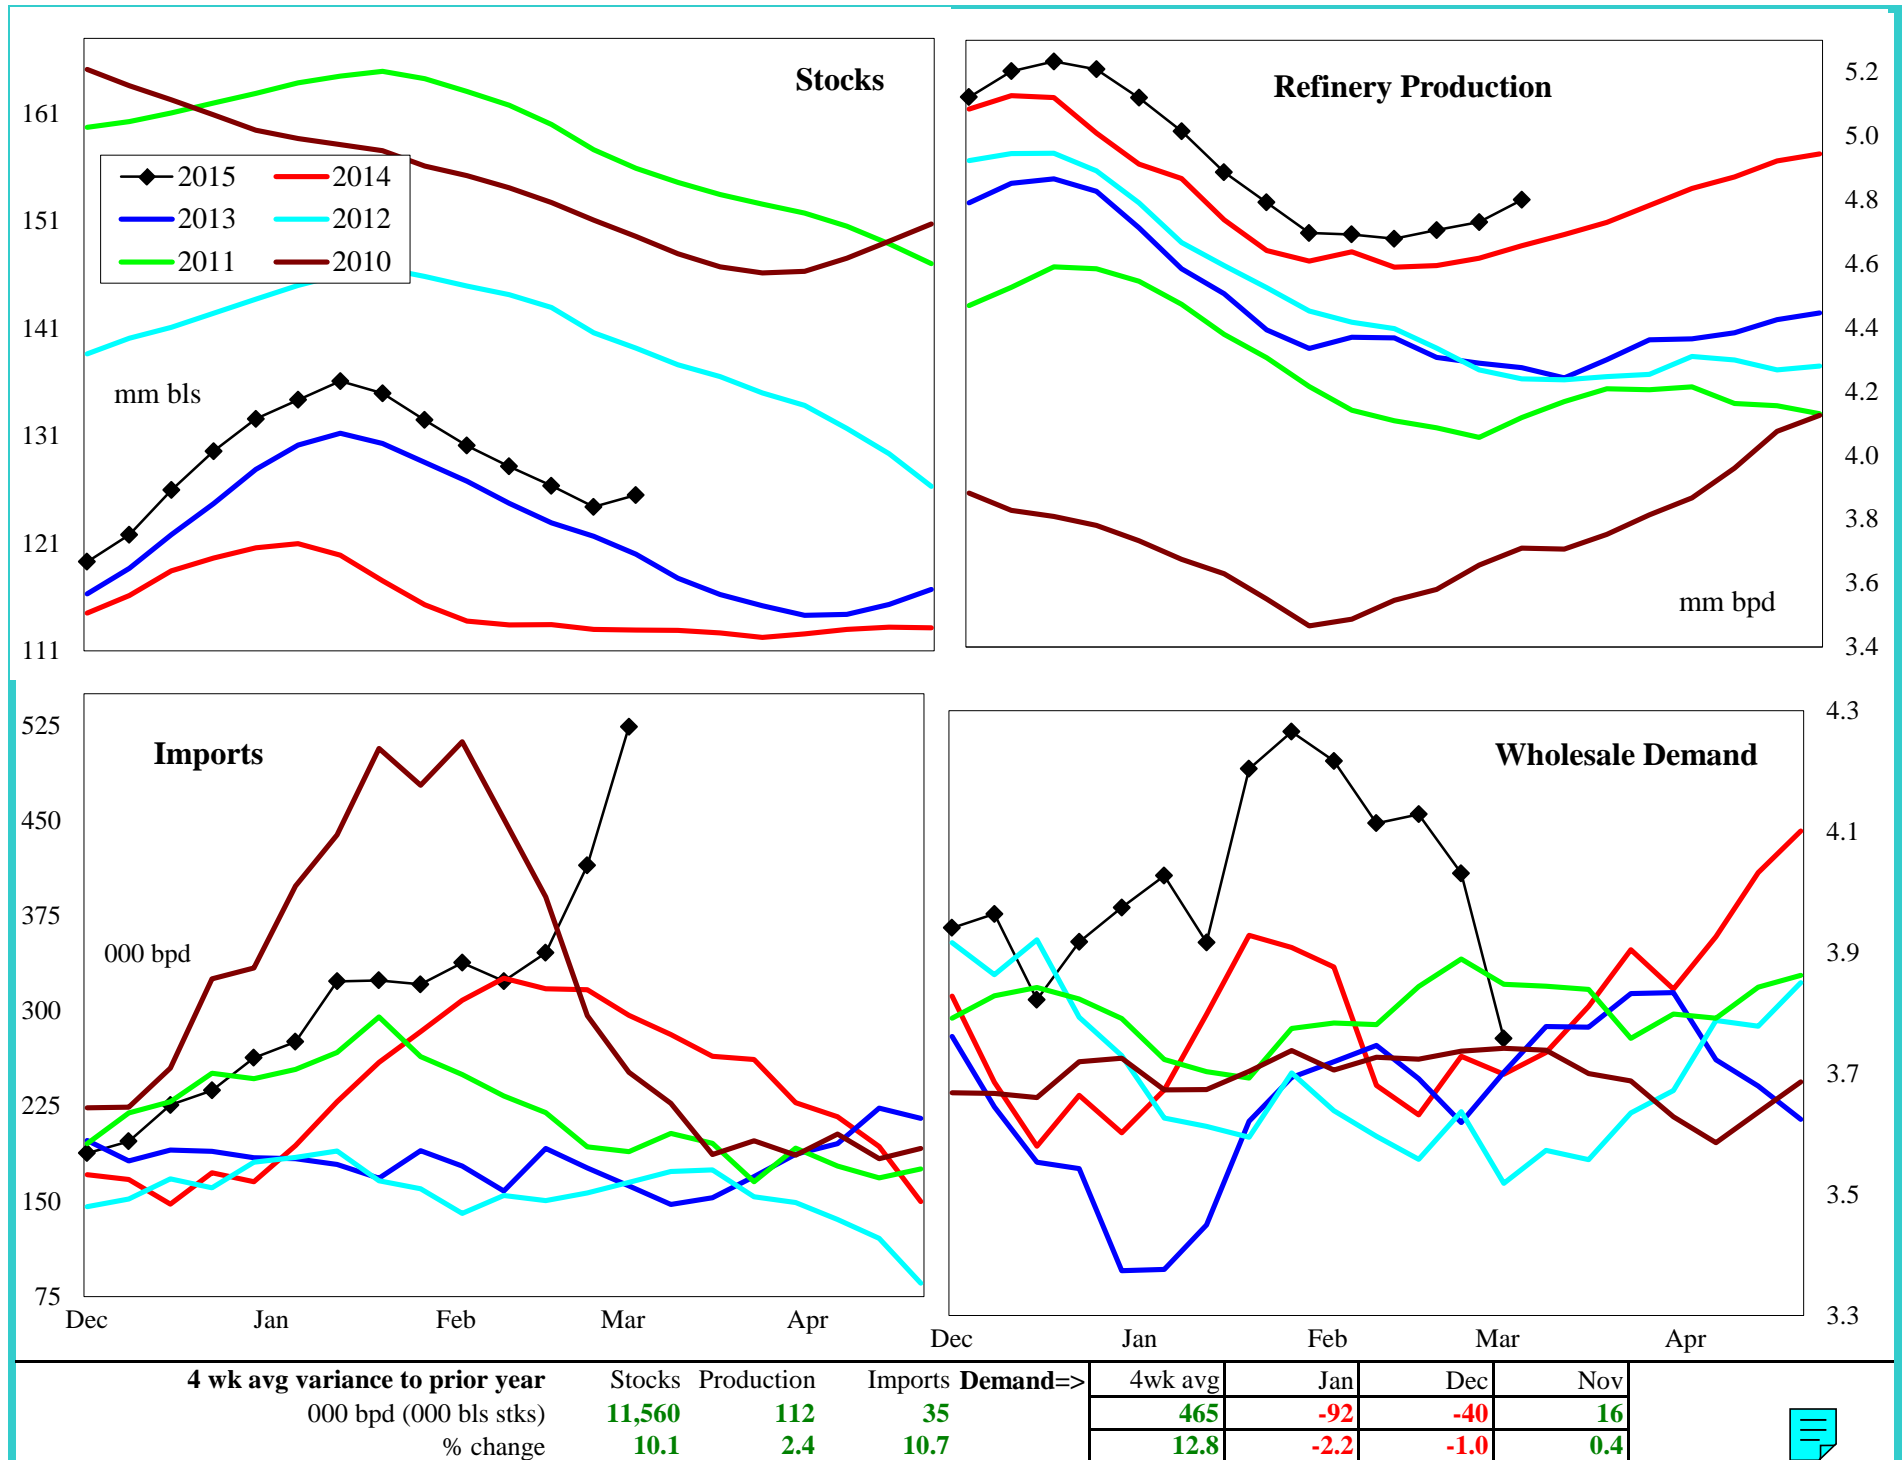 Stocks
161
151
141
131
121
111
2015 2014
2013 2012
2011 2010
mm bls
Refinery Production
5.2
5.0
4.8
4.6
4.4
4.2
4.0
3.8
3.6
3.4
mm bpd
Imports
525
450
375
300
225
150
75
000 bpd
Dec Jan Feb Mar Apr
Wholesale Demand
4.3
4.1
3.9
3.7
3.5
3.3
Dec Jan Feb Mar Apr
4 wk avg variance to prior year Stocks Production Imports Demand=> 4wk avg Jan Dec Nov
000 bpd (000 bls stks) 11,560 112 35 465 -92 -40 16
% change 10.1 2.4 10.7 12.8 -2.2 -1.0 0.4